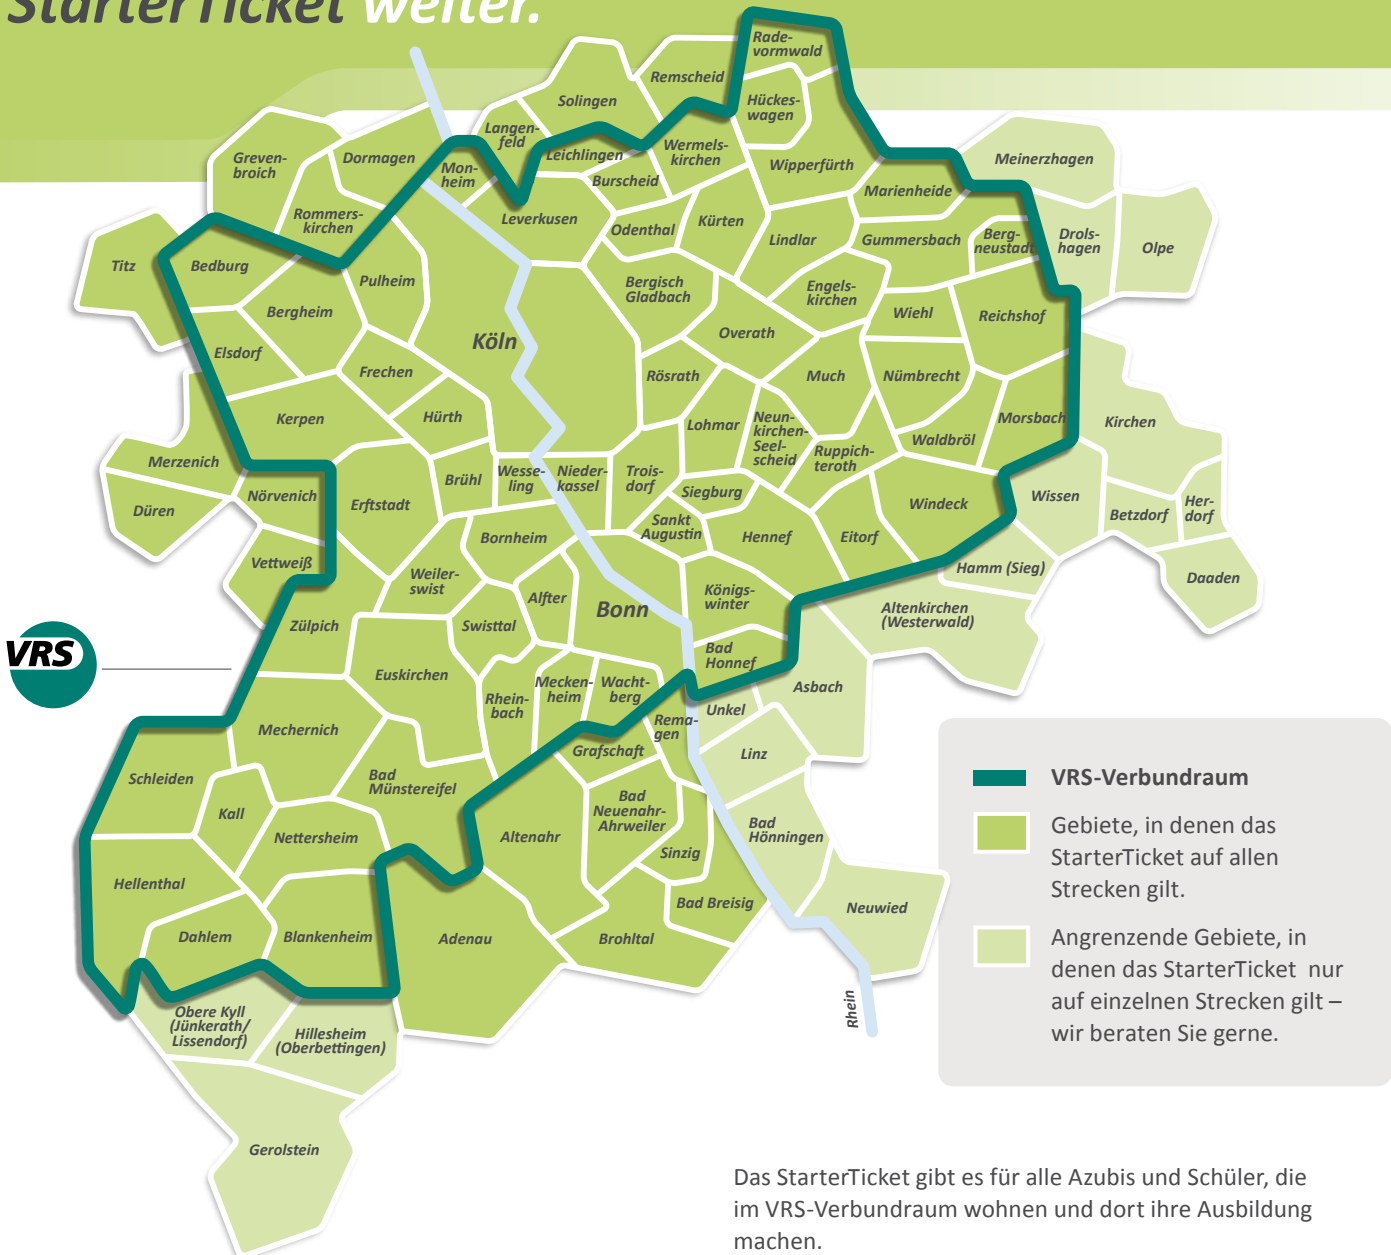 StarterTicket weiter.
Rade-
vormwald
Remscheid
Solingen
Hückes-
wagen
Langen-
feld
Leichlingen
Wermels-
kirchen
Wipperfürth
Meinerzhagen
Greven-
broich
Dormagen
Mon-
heim
Burscheid
Marienheide
Rommers-
kirchen
Leverkusen
Odenthal
Kürten
Lindlar
Gummersbach
Berg-
neustadt
Drols-
hagen
Olpe
Titz
Bedburg
Pulheim
Bergisch
Gladbach
Engels-
kirchen
Bergheim
Wiehl
Reichshof
Elsdorf
Köln
Overath
Frechen
Rösrath
Much
Nümbrecht
Kerpen
Hürth
Lohmar
Neun-
kirchen-
Seel-
scheid
Morsbach
Kirchen
Waldbröl
Ruppich-
teroth
Merzenich
Nörvenich
Düren
Erftstadt
Brühl
Wesse-
ling
Nieder-
kassel
Trois-
dorf
Siegburg
Windeck
Wissen
Betzdorf
Her-
dorf
Sankt
Augustin
Hennef
Eitorf
Bornheim
Vettweiß
Weiler-
swist
Hamm (Sieg)
Daaden
Alfter
Bonn
Königs-
winter
Altenkirchen
(Westerwald)
Zülpich
Swisttal
VRS
Bad
Honnef
Euskirchen
Rhein-
bach
Mecken-
heim
Wacht-
berg
Asbach
Unkel
Rema-
gen
Mechernich
Grafschaft
Linz
Schleiden
Bad
Münstereifel
Kall
Bad
Neuenahr-
Ahrweiler
Bad
Hönningen
Nettersheim
Altenahr
Sinzig
Hellenthal
Bad Breisig
Neuwied
Dahlem
Blankenheim
Adenau
Brohltal
Rhein
Obere Kyll
(Jünkerath/
Lissendorf)
Hillesheim
(Oberbettingen)
Gerolstein
VRS-Verbundraum
Gebiete, in denen das
StarterTicket auf allen
Strecken gilt.
Angrenzende Gebiete, in
denen das StarterTicket nur
auf einzelnen Strecken gilt –
wir beraten Sie gerne.
Das StarterTicket gibt es für alle Azubis und Schüler, die
im VRS-Verbundraum wohnen und dort ihre Ausbildung
machen.